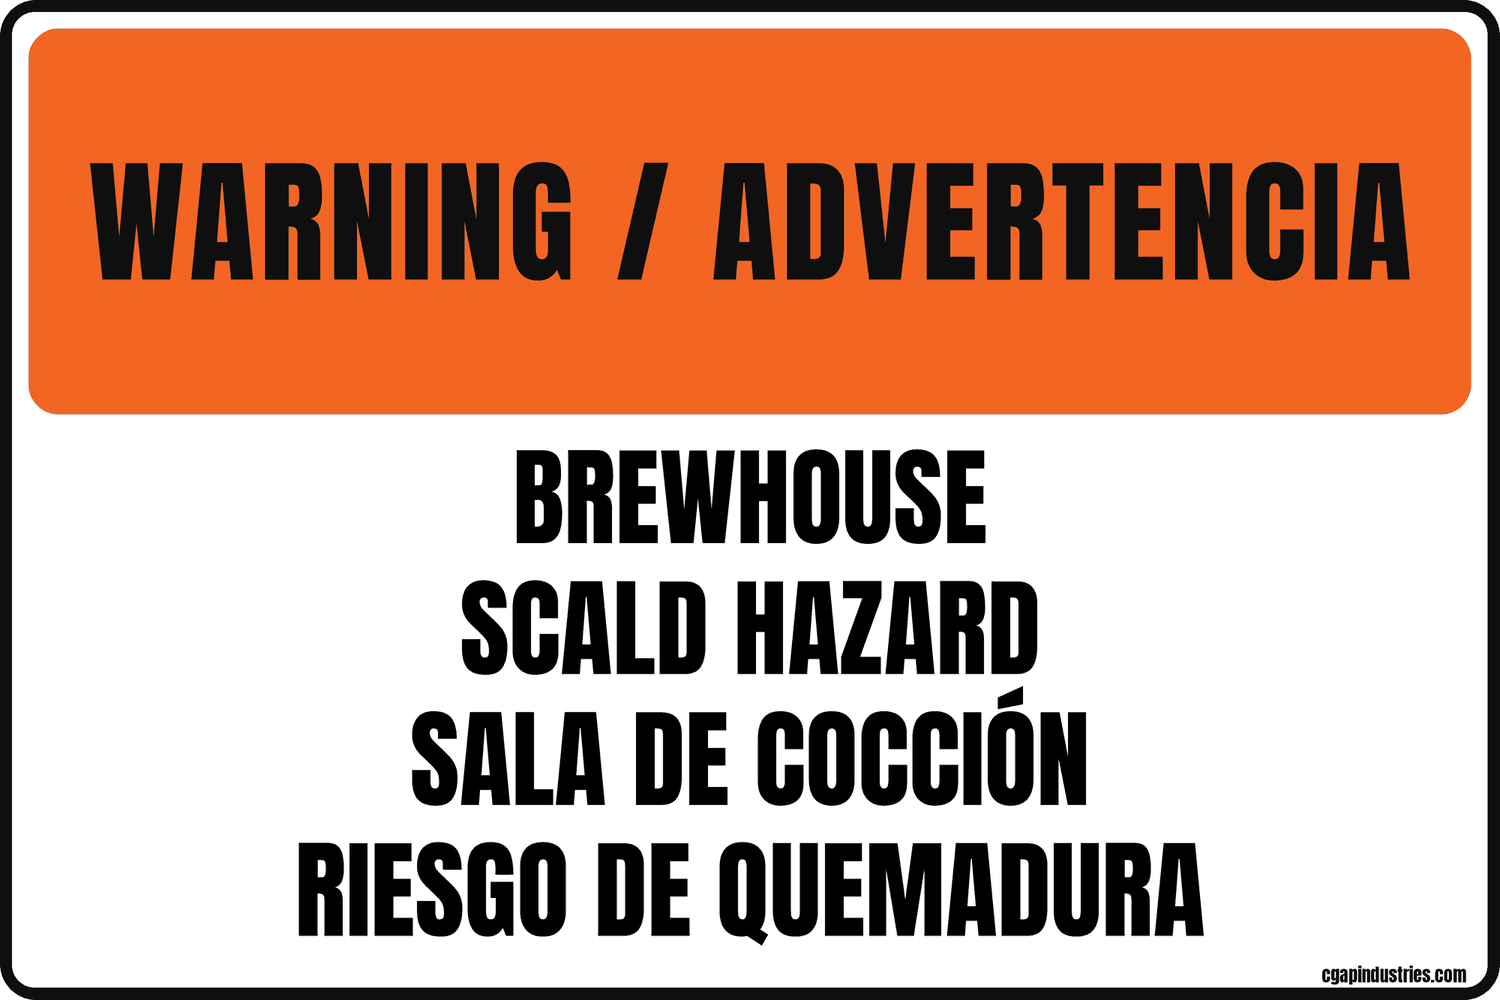 WARNING / ADVERTENCIA
BREWHOUSE
SCALD HAZARD
SALA DE COCCIÓN
RIESGO DE QUEMADURA
cgapindustries.com